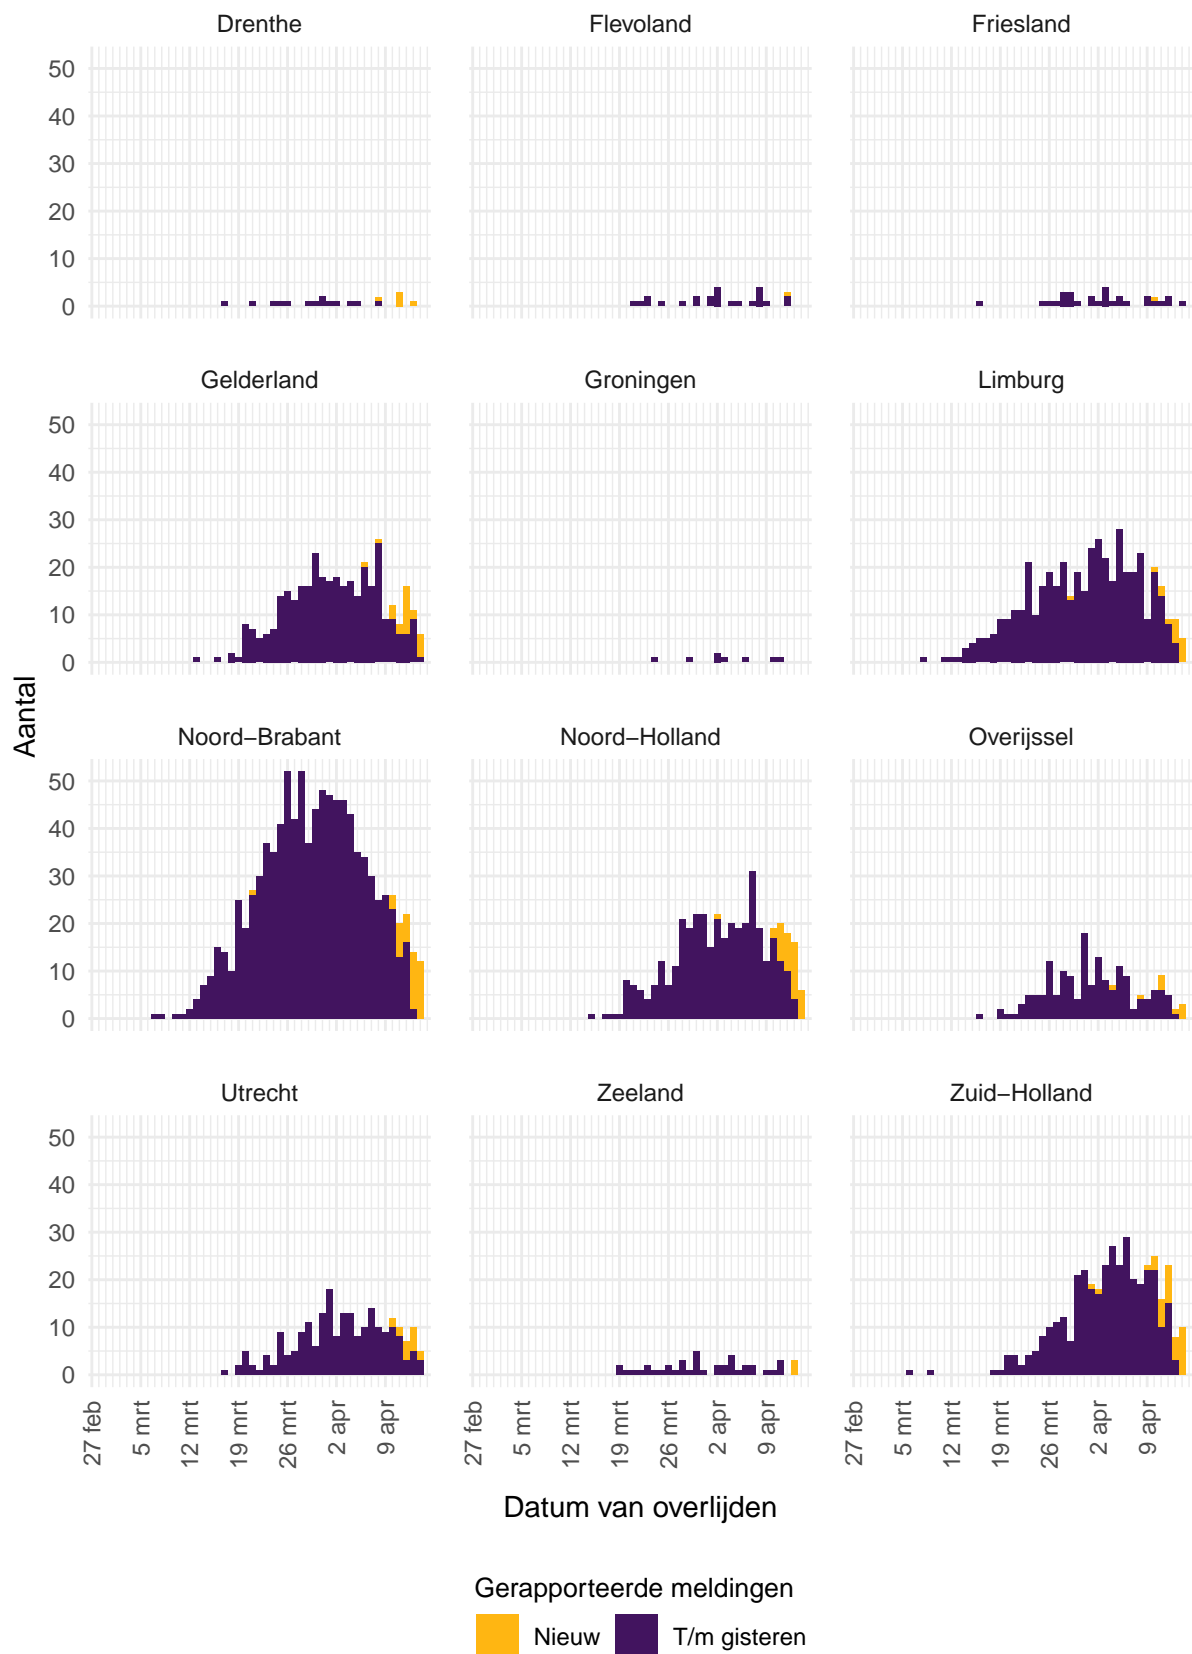 Drenthe Flevoland Friesland
50
40
30
20
10
0
Gelderland Groningen Limburg
50
40
30
20
10
0
Noord−Brabant Noord−Holland Overijssel
50
40
30
20
10
0
Utrecht Zeeland Zuid−Holland
50
40
30
20
10
0
Aantal
27 feb 5 mrt 12 mrt 19 mrt 26 mrt 2 apr 9 apr 27 feb 5 mrt 12 mrt 19 mrt 26 mrt 2 apr 9 apr 27 feb 5 mrt 12 mrt 19 mrt 26 mrt 2 apr 9 apr
Datum van overlijden
Gerapporteerde meldingen
Nieuw T/m gisteren